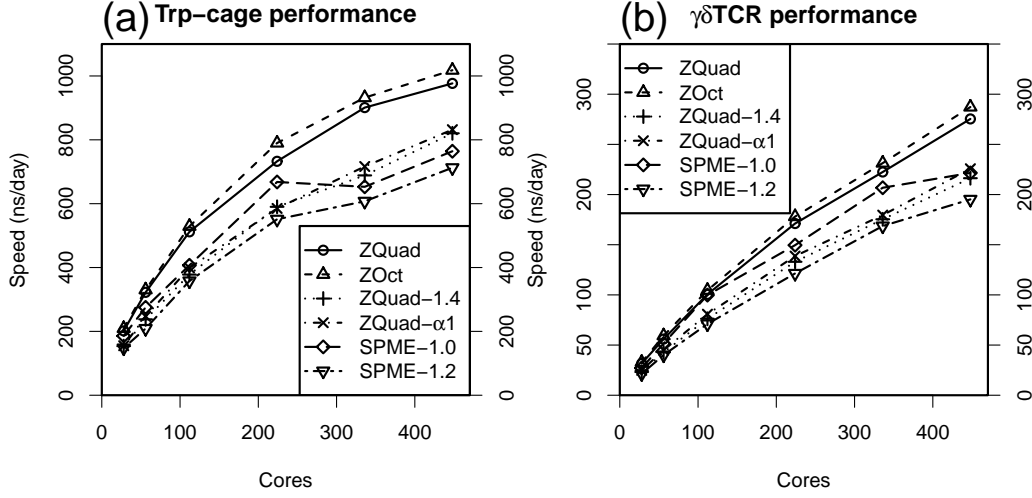 (a) Trp−cage performance
Speed (ns/day)
0 200 400 600 800 1000
0 200 400 600 800 1000
0 100 200 300 400
Cores
ZQuad
ZOct
ZQuad−1.4
ZQuad−α1
SPME−1.0
SPME−1.2
(b) γδTCR performance
Speed (ns/day)
0 50 100 200 300
0 50 100 200 300
0 100 200 300 400
Cores
ZQuad
ZOct
ZQuad−1.4
ZQuad−α1
SPME−1.0
SPME−1.2